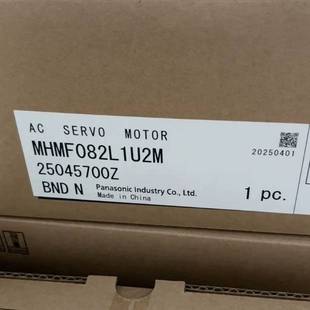 AC SERVO MOTOR
MHMF082L1U2M
20250401
25045700Z
BND N Panasonic Industry Co., Ltd.
Made in China
1 pc.